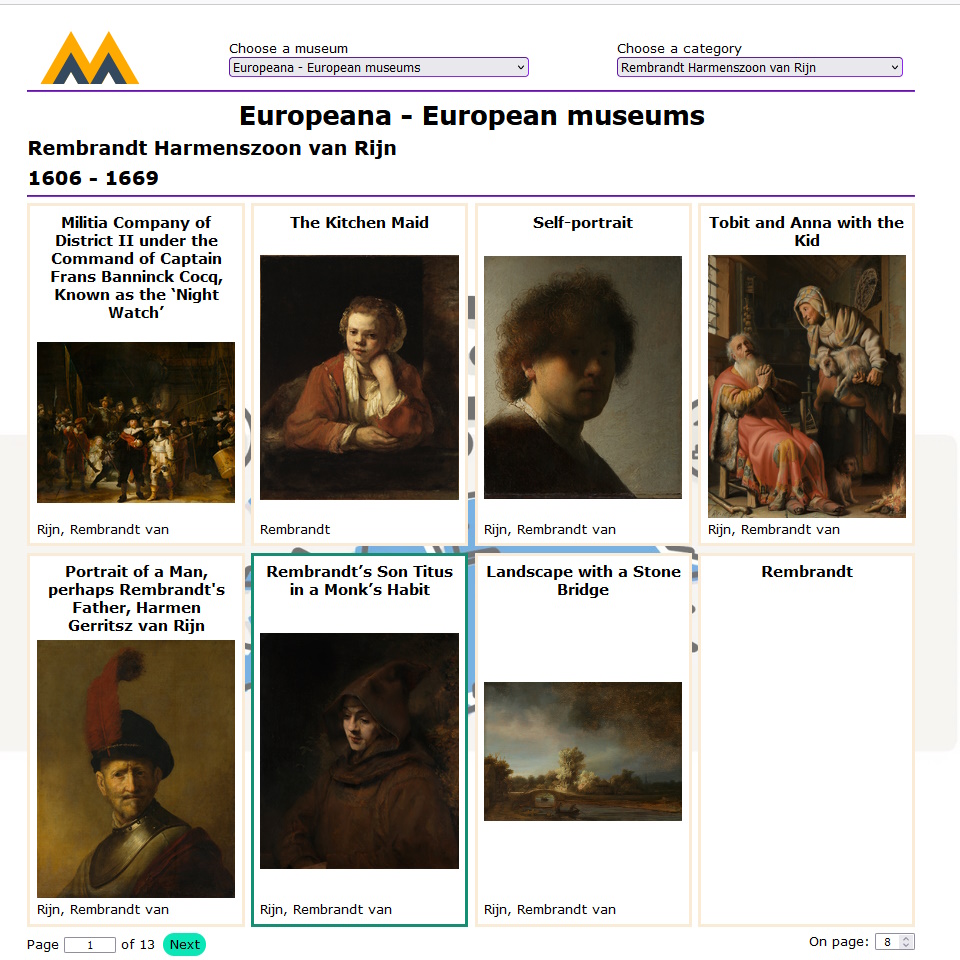 Choose a museum
Choose a category
Europeana - European museums
Rembrandt Harmenszoon van Rijn
Europeana - European museums
Rembrandt Harmenszoon van Rijn
1606 - 1669
Militia Company of
District II under the
Command of Captain
Frans Banninck Cocq,
Known as the ‛Night
Watch’
Rijn, Rembrandt van
The Kitchen Maid
Rembrandt
Self-portrait
Rijn, Rembrandt van
Tobit and Anna with the
Kid
Rijn, Rembrandt van
Portrait of a Man,
perhaps Rembrandt's
Father, Harmen
Gerritsz van Rijn
Rijn, Rembrandt van
Rembrandt’s Son Titus
in a Monk’s Habit
Rijn, Rembrandt van
Landscape with a Stone
Bridge
Rijn, Rembrandt van
Rembrandt
Page 1 of 13 Next
On page: 8